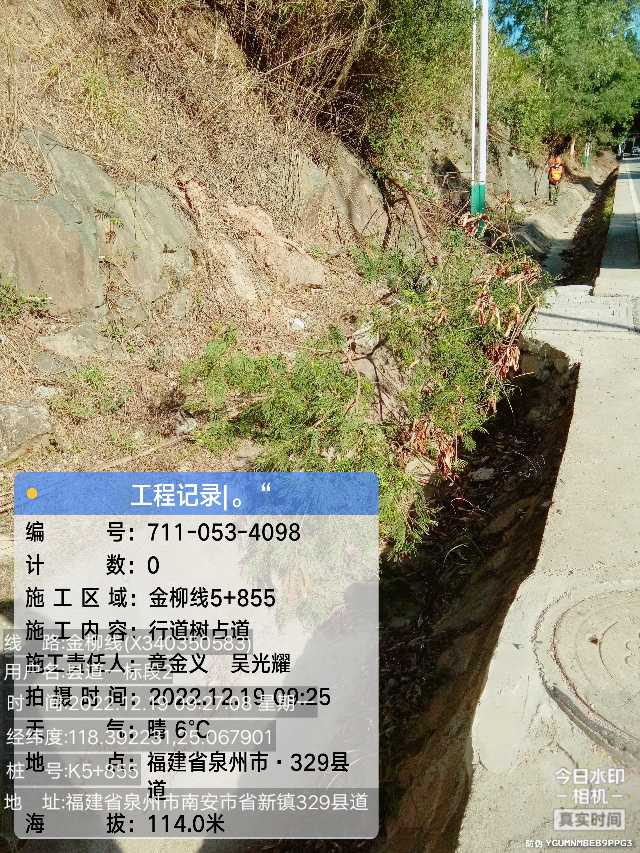 工程记录|。“
编 号：711-053-4098
计 数：0
施工区域：金柳线5+855
施工内容：行道树占道
线 路:金柳线(X340350583)
施工责任人：章金义 吴光耀
用户名:县道一标段2
拍摄时间：2022.12.19 09:25
时 间:2022.12.19 09:27:08 星期一
天 气：晴 6℃
经纬度:118.392231,25.067901
地 点：福建省泉州市·329县
道
桩 号:K5+855
地 址:福建省泉州市南安市省新镇329县道
海 拔：114.0米
今日水印
-相机-
真实时间
防伪 YGUMNMBEB9PPG3